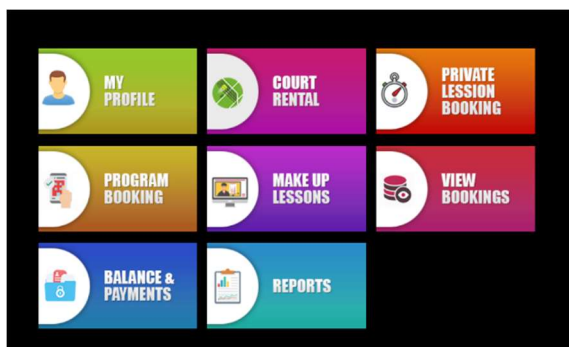 MY
PROFILE
COURT
RENTAL
PRIVATE
LESSION
BOOKING
PROGRAM
BOOKING
MAKE UP
LESSONS
VIEW
BOOKINGS
BALANCE &
PAYMENTS
REPORTS